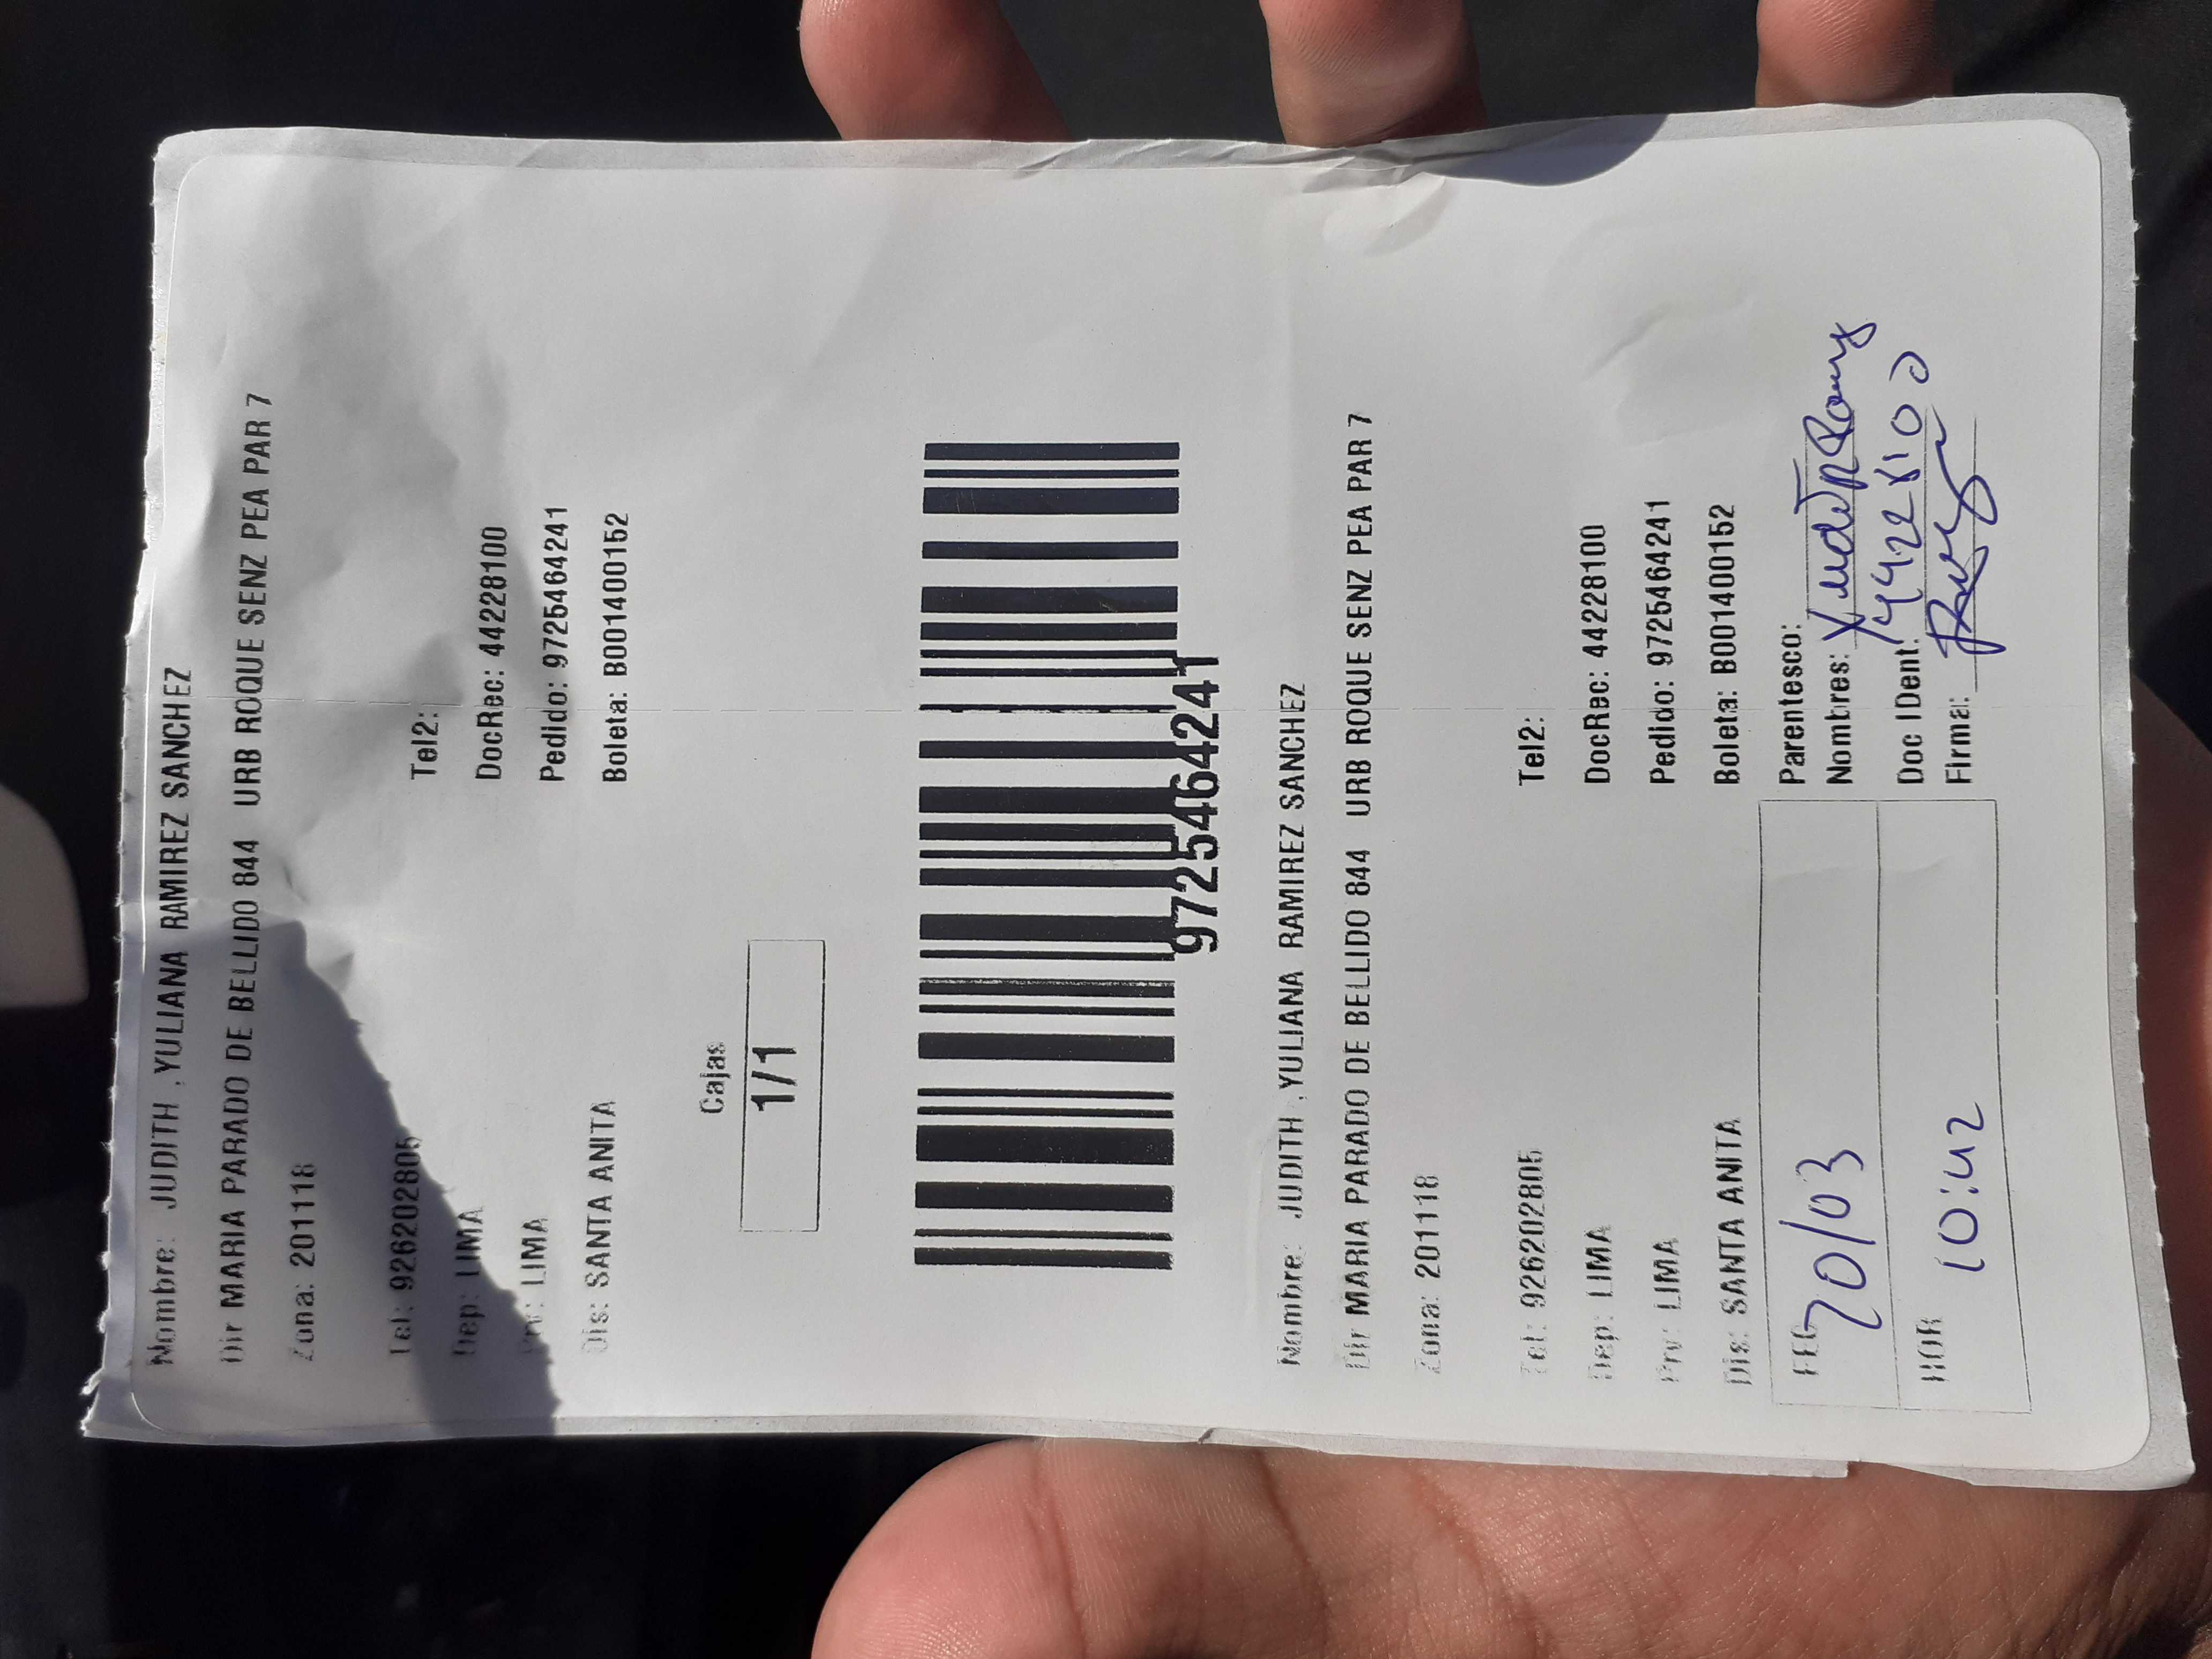 Nombre: JUDITH ,YULIANA RAMIREZ SANCHEZ
Dir MARIA PARADO DE BELLIDO 844 URB ROQUE SENZ PEA PAR 7
Zona: 201118
Tel: 926202805 Tel2:
Dep: LIMA DocRec: 44228100
Prv: LIMA Pedido: 9725464241
Dis: SANTA ANITA Boleta: B001400152
Cajas
1/1
9725464241
Nombre: JUDITH ,YULIANA RAMIREZ SANCHEZ
Dir MARIA PARADO DE BELLIDO 844 URB ROQUE SENZ PEA PAR 7
Zona: 201118
Tel: 926202805 Tel2:
Dep: LIMA DocRec: 44228100
Prv: LIMA Pedido: 9725464241
Dis: SANTA ANITA Boleta: B001400152
FEC 20/03 Parentesco:
Nombres:
HOR 10:42 Doc IDent: 44228100
Firma: